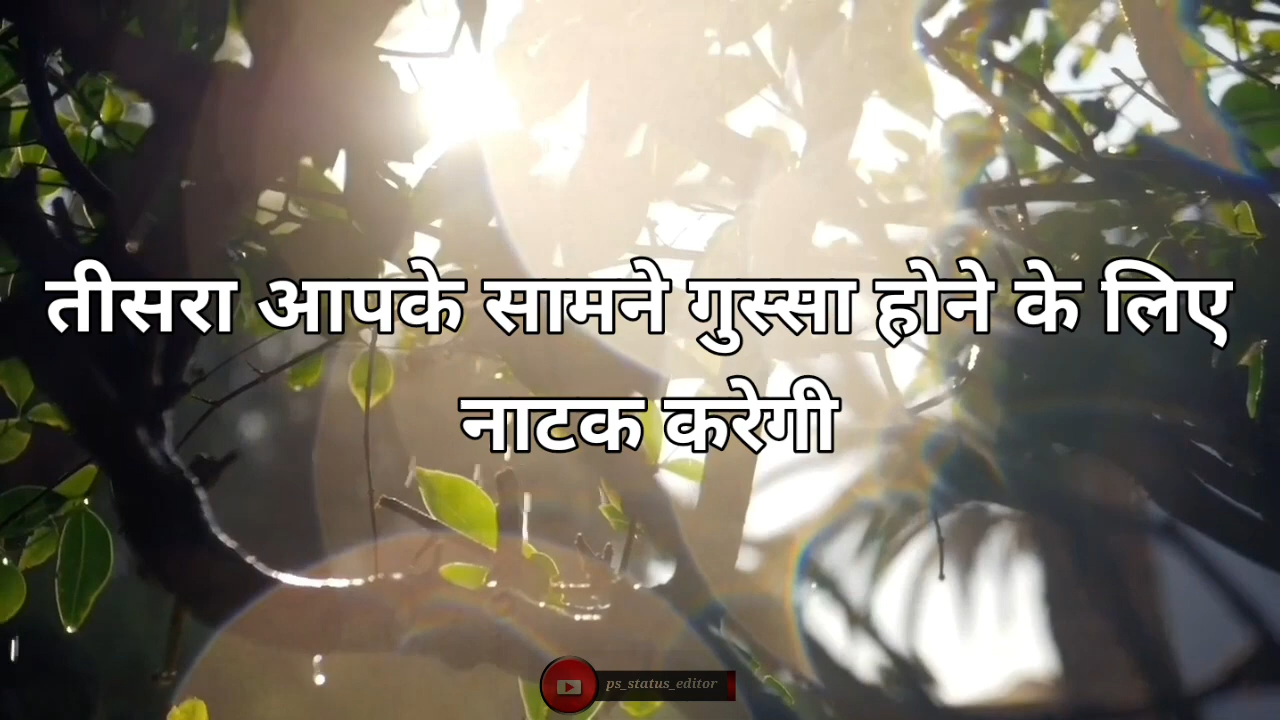 तीसरा आपके सामने गुस्सा होने के लिए
नाटक करेगी
ps_status_editor